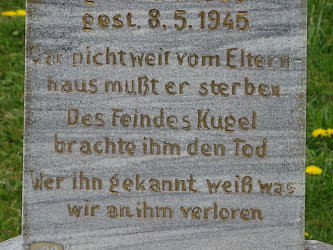 gest. 8. 5. 1945
Gar nicht weit vom Eltern-
haus mußt er sterben
Des Feindes Kugel
brachte ihm den Tod
Wer ihn gekannt weiß was
wir an ihm verloren